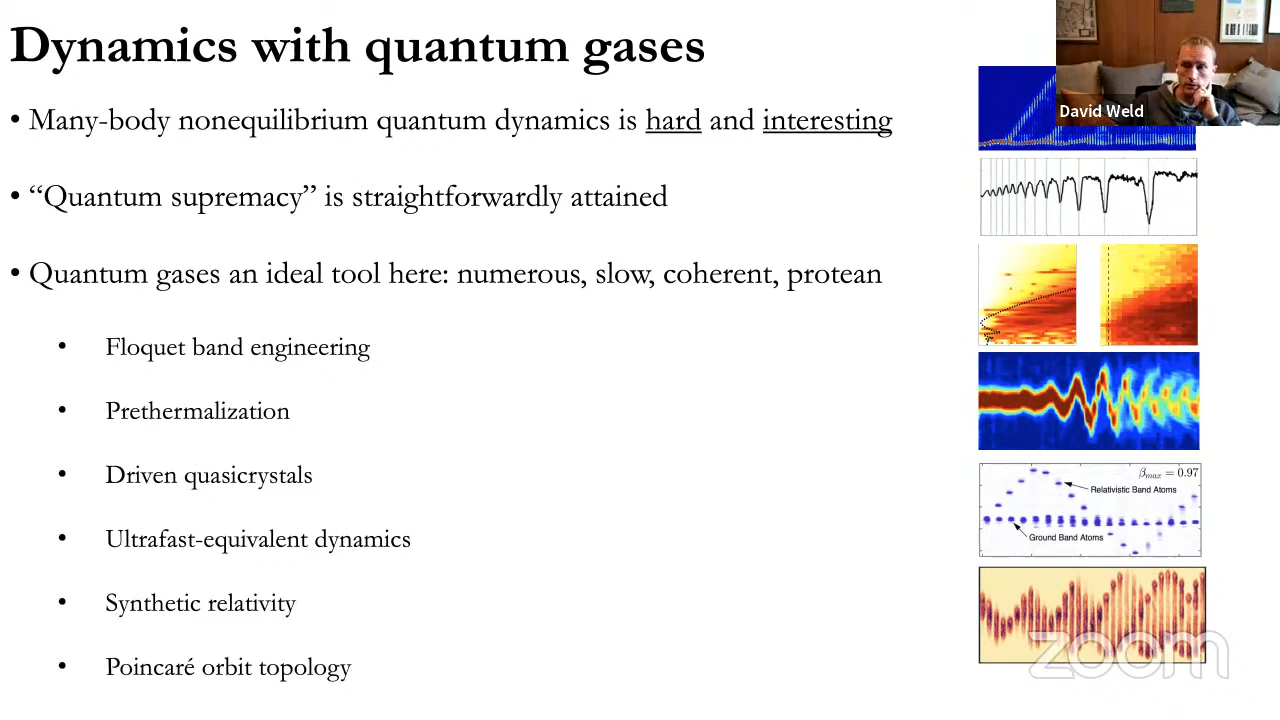 Dynamics with quantum gases
David Weld
• Many-body nonequilibrium quantum dynamics is hard and interesting
• “Quantum supremacy” is straightforwardly attained
• Quantum gases an ideal tool here: numerous, slow, coherent, protean
• Floquet band engineering
• Prethermalization
• Driven quasicrystals
• Ultrafast-equivalent dynamics
• Synthetic relativity
• Poincaré orbit topology
βmax = 0.97
Relativistic Band Atoms
Ground Band Atoms
zoom